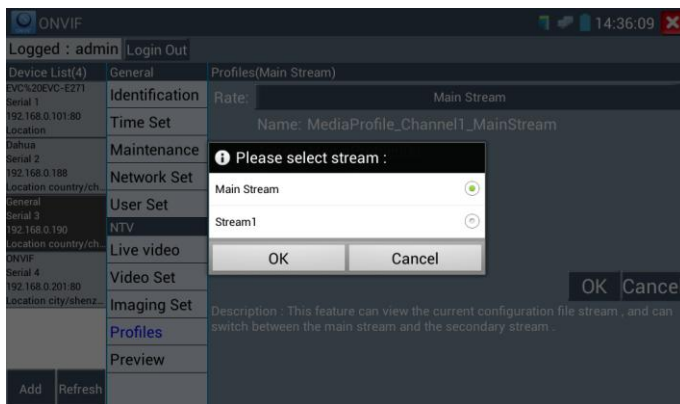 ONVIF
14:36:09
Logged : admin Login Out
Device List(4)
EVC%20EVC-E271
Serial 1
192.168.0.101:80
Location
Dahua
Serial 2
192.168.0.188
Location country/ch...
General
Serial 3
192.168.0.190
Location country/ch...
ONVIF
Serial 4
192.168.0.201:80
Location city/shenz...
Add Refresh
General
Identification
Time Set
Maintenance
Network Set
User Set
NTV
Live video
Video Set
Imaging Set
Profiles
Preview
Profiles(Main Stream)
Rate: Main Stream
Name: MediaProfile_Channel1_MainStream
Please select stream :
Main Stream
Stream1
OK Cancel
OK Cance
Description : This feature can view the current configuration file stream , and can
switch between the main stream and the secondary stream .